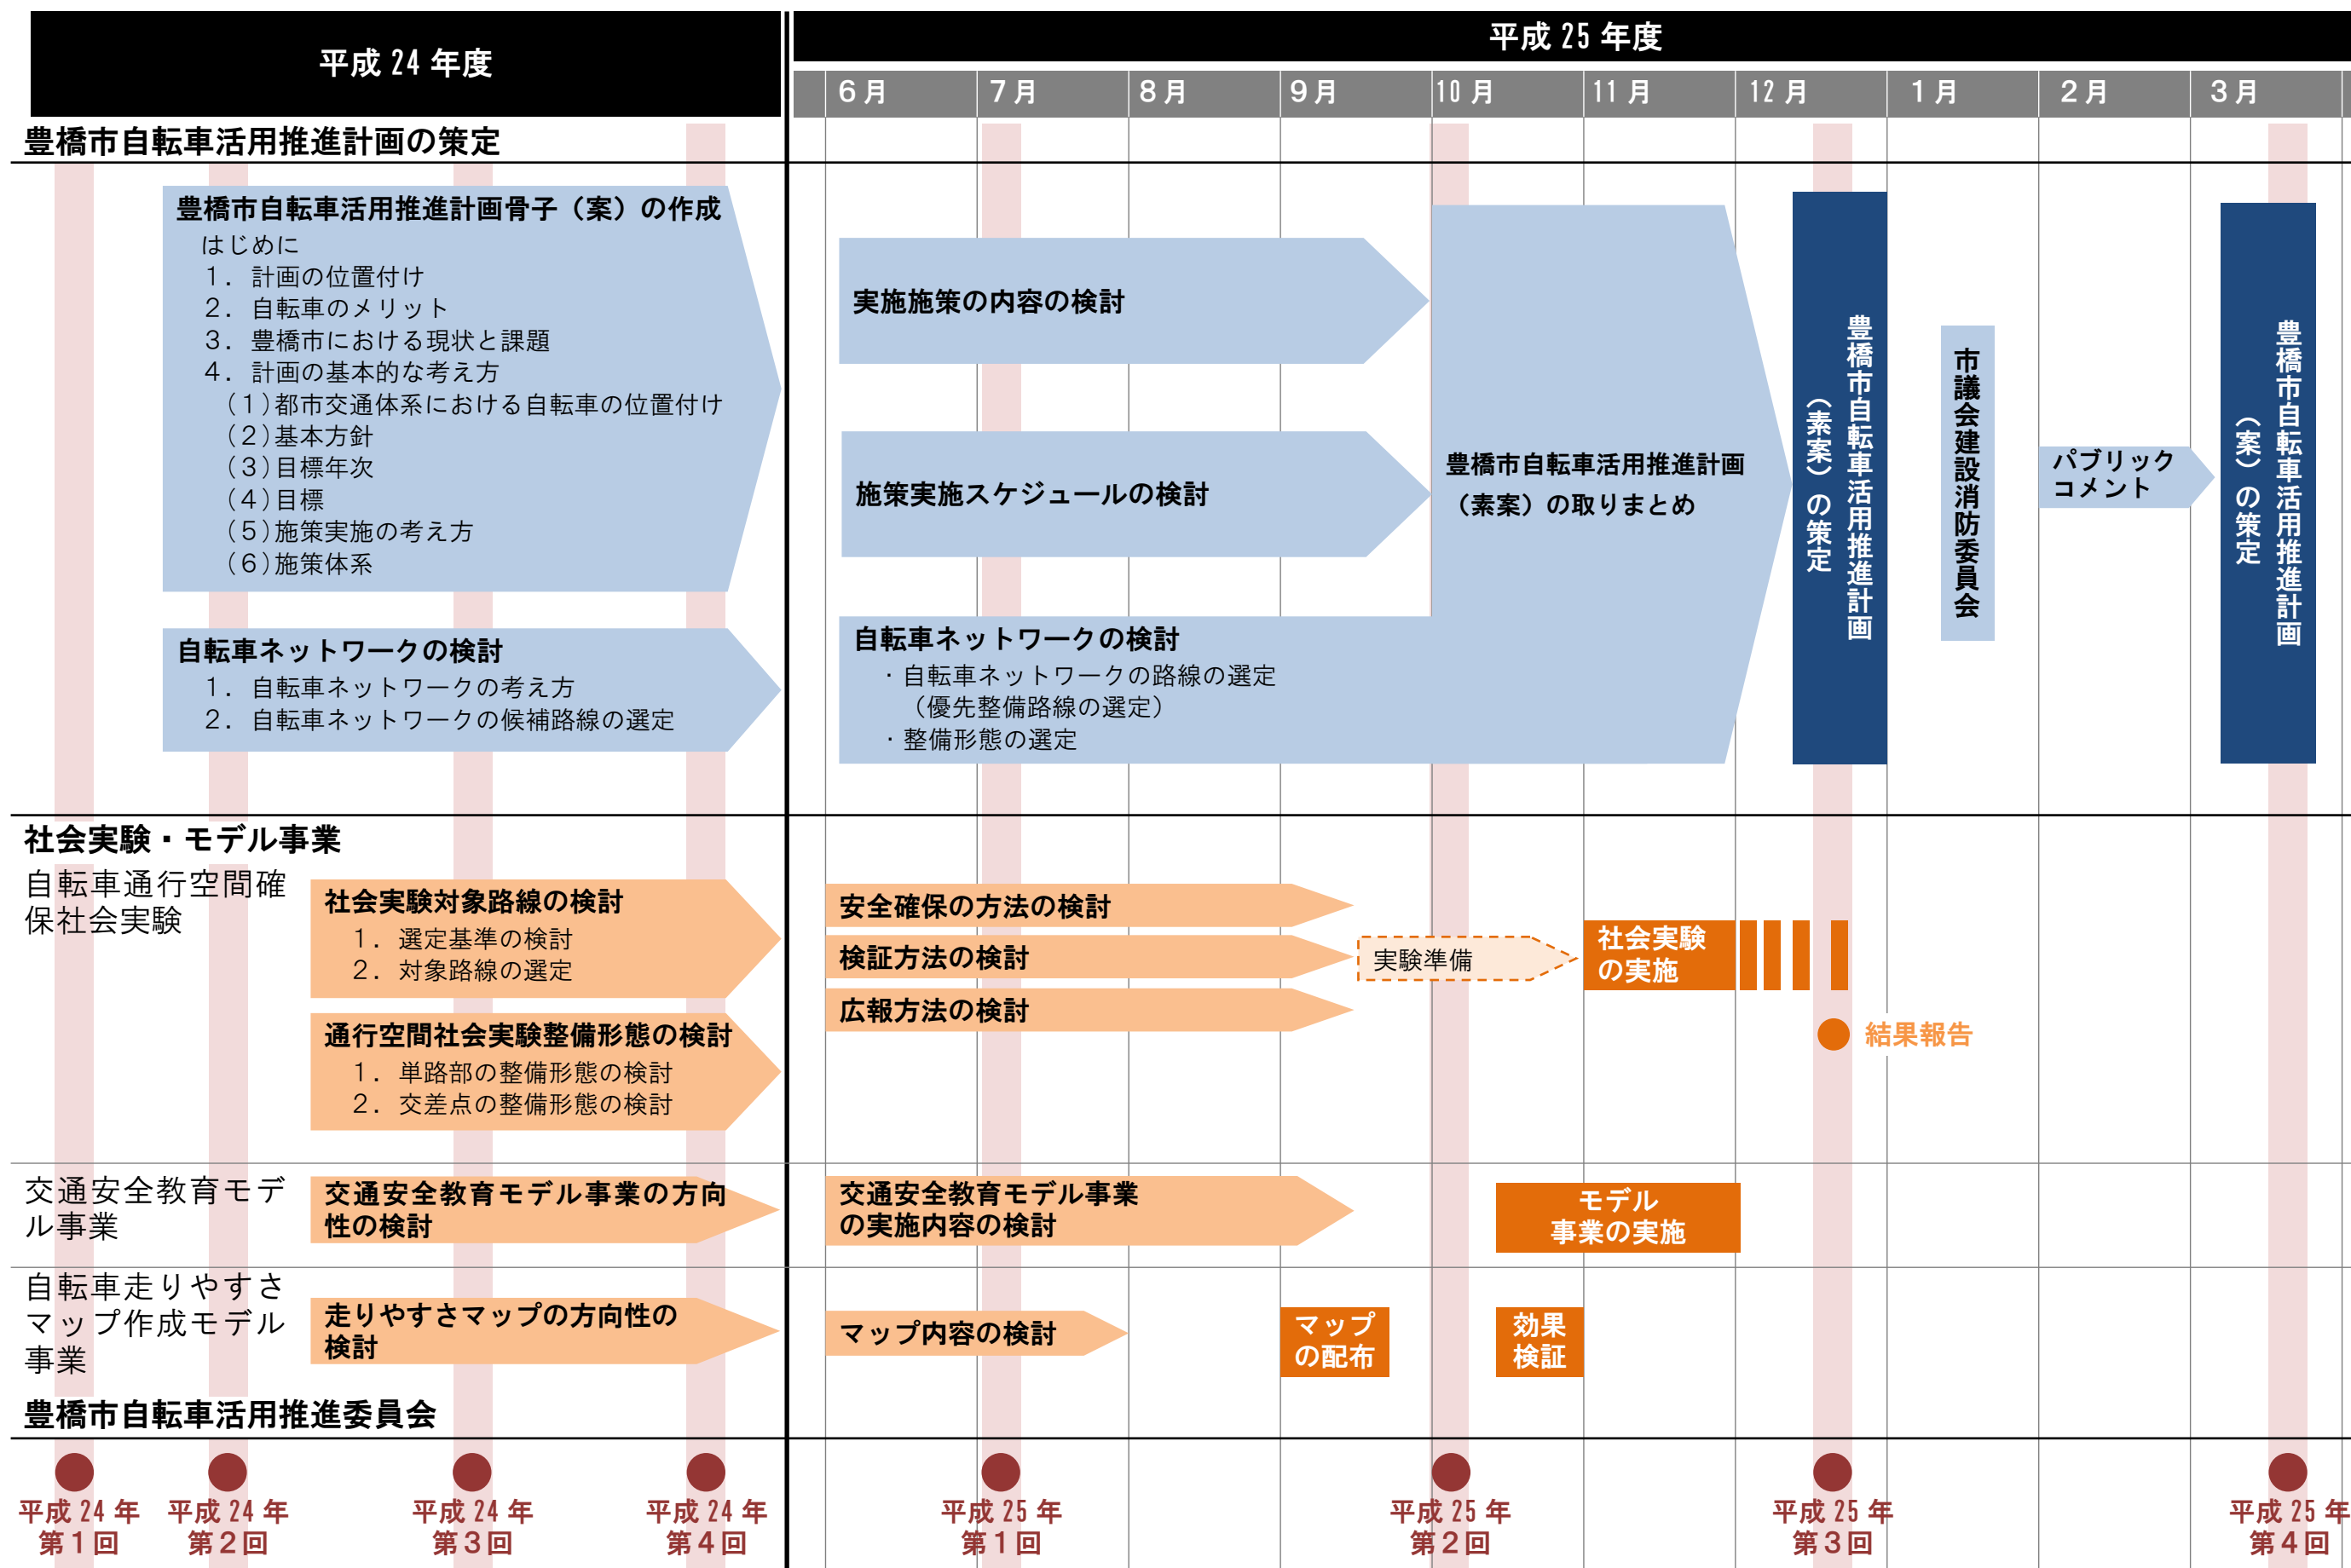 平成 24 年度
平成 25 年度
6月
7月
8月
9月
10 月
11 月
12 月
1月
2月
3月
豊橋市自転車活用推進計画の策定
豊橋市自転車活用推進計画骨子（案）の作成
はじめに
1．計画の位置付け
2．自転車のメリット
3．豊橋市における現状と課題
4．計画の基本的な考え方
(1)都市交通体系における自転車の位置付け
(2)基本方針
(3)目標年次
(4)目標
(5)施策実施の考え方
(6)施策体系
自転車ネットワークの検討
1．自転車ネットワークの考え方
2．自転車ネットワークの候補路線の選定
実施施策の内容の検討
施策実施スケジュールの検討
自転車ネットワークの検討
・自転車ネットワークの路線の選定
（優先整備路線の選定）
・整備形態の選定
豊橋市自転車活用推進計画
（素案）の取りまとめ
豊橋市自転車活用推進計画
（素案）の策定
市議会建設消防委員会
パブリック
コメント
豊橋市自転車活用推進計画
（案）の策定
社会実験・モデル事業
自転車通行空間確
保社会実験
社会実験対象路線の検討
1．選定基準の検討
2．対象路線の選定
通行空間社会実験整備形態の検討
1．単路部の整備形態の検討
2．交差点の整備形態の検討
安全確保の方法の検討
検証方法の検討
広報方法の検討
実験準備
社会実験
の実施
結果報告
交通安全教育モデ
ル事業
交通安全教育モデル事業の方向
性の検討
交通安全教育モデル事業
の実施内容の検討
モデル
事業の実施
自転車走りやすさ
マップ作成モデル
事業
走りやすさマップの方向性の
検討
マップ内容の検討
マップ
の配布
効果
検証
豊橋市自転車活用推進委員会
平成 24 年
第1回
平成 24 年
第2回
平成 24 年
第3回
平成 24 年
第4回
平成 25 年
第1回
平成 25 年
第2回
平成 25 年
第3回
平成 25 年
第4回